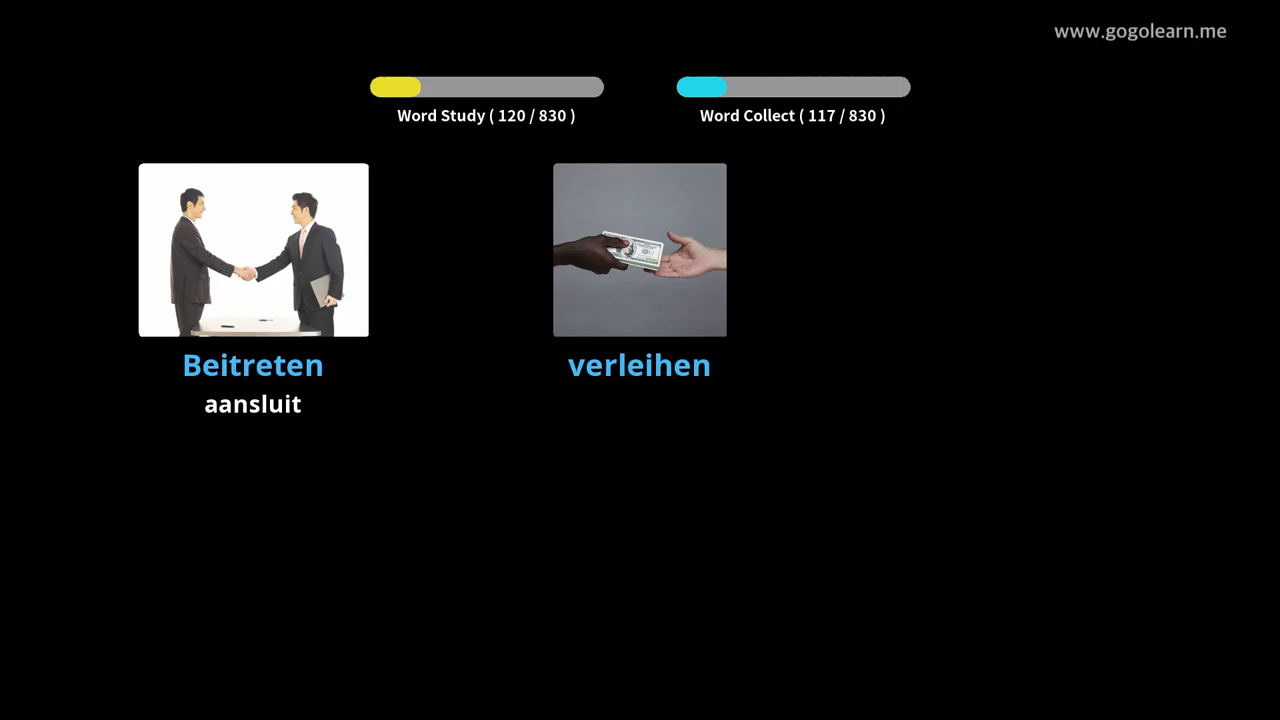 www.gogolearn.me
Word Study ( 120 / 830 )
Word Collect ( 117 / 830 )
Beitreten
aansluit
verleihen